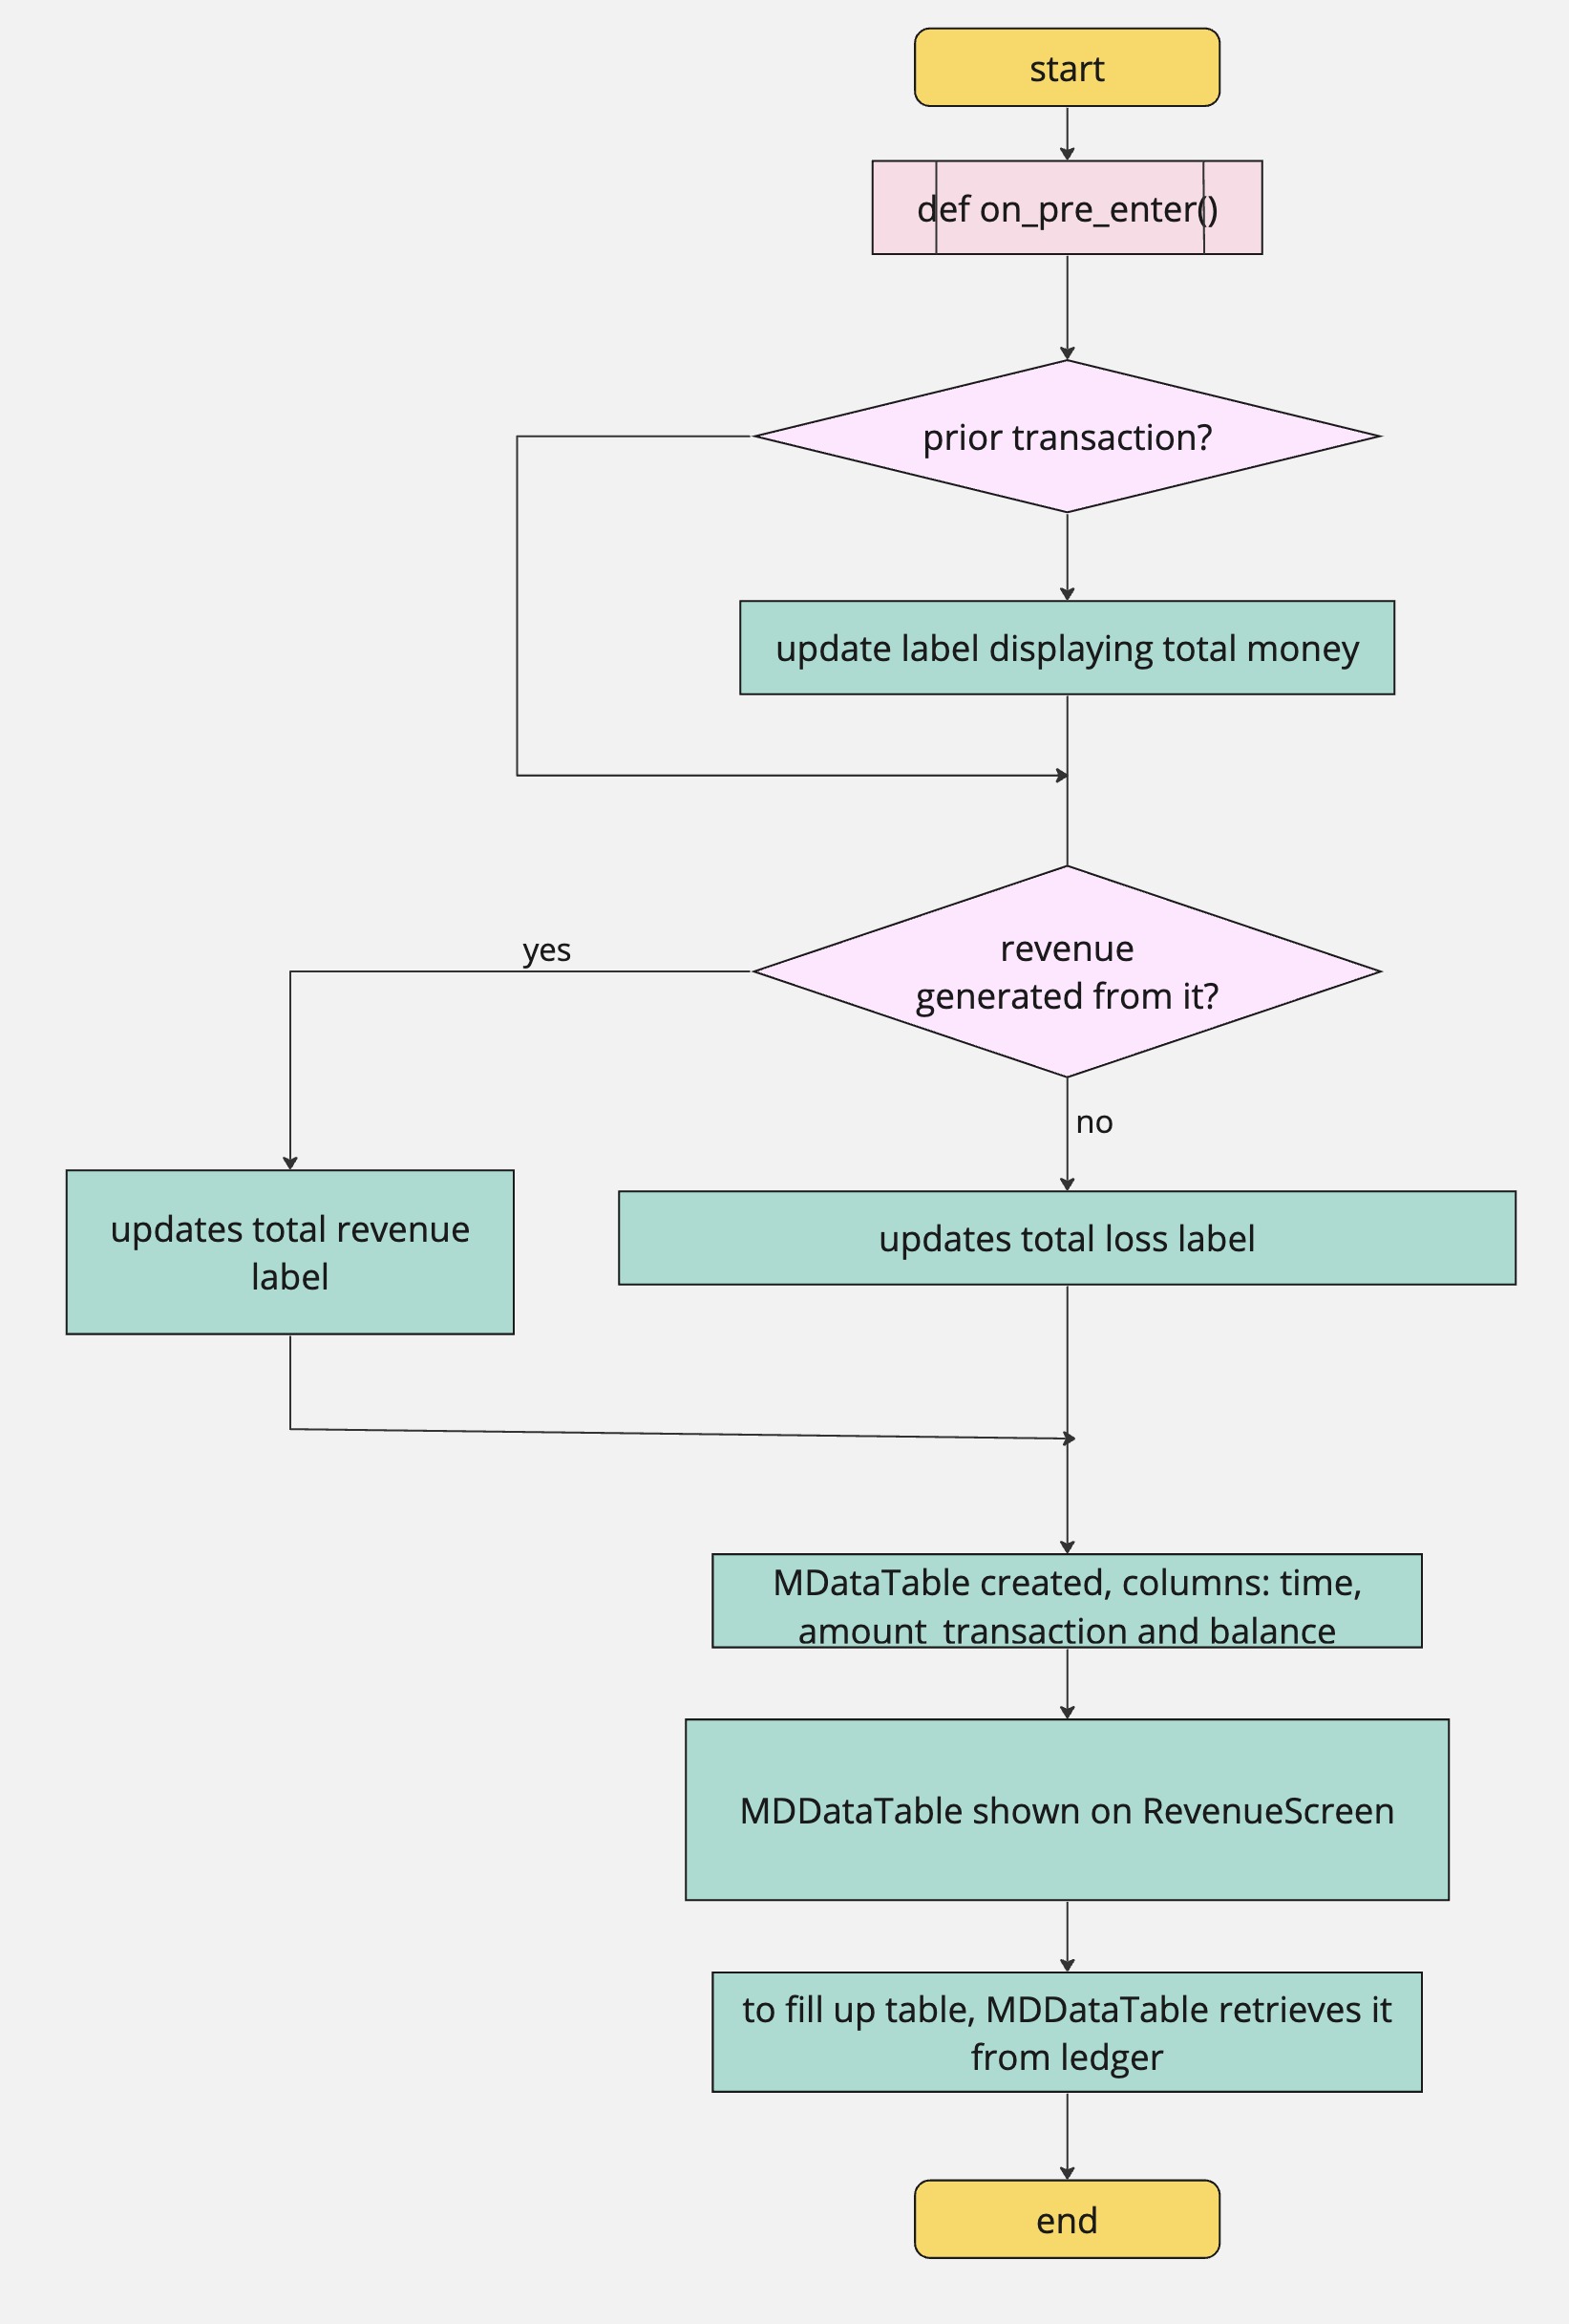 start
def on_pre_enter()
prior transaction?
update label displaying total money
revenue
generated from it?
yes
no
updates total revenue
label
updates total loss label
MDataTable created, columns: time,
amount  transaction and balance
MDDataTable shown on RevenueScreen
to fill up table, MDDataTable retrieves it
from ledger
end